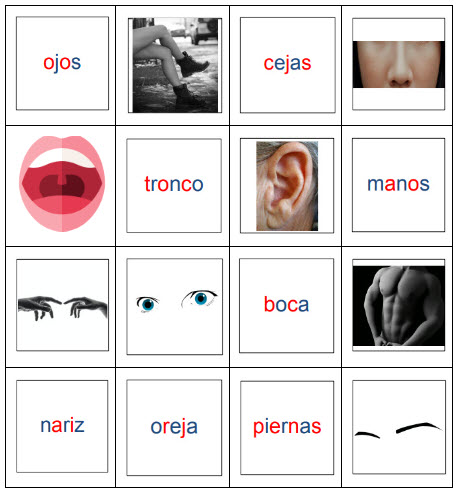 ojos
cejas
tronco
manos
boca
nariz
oreja
piernas